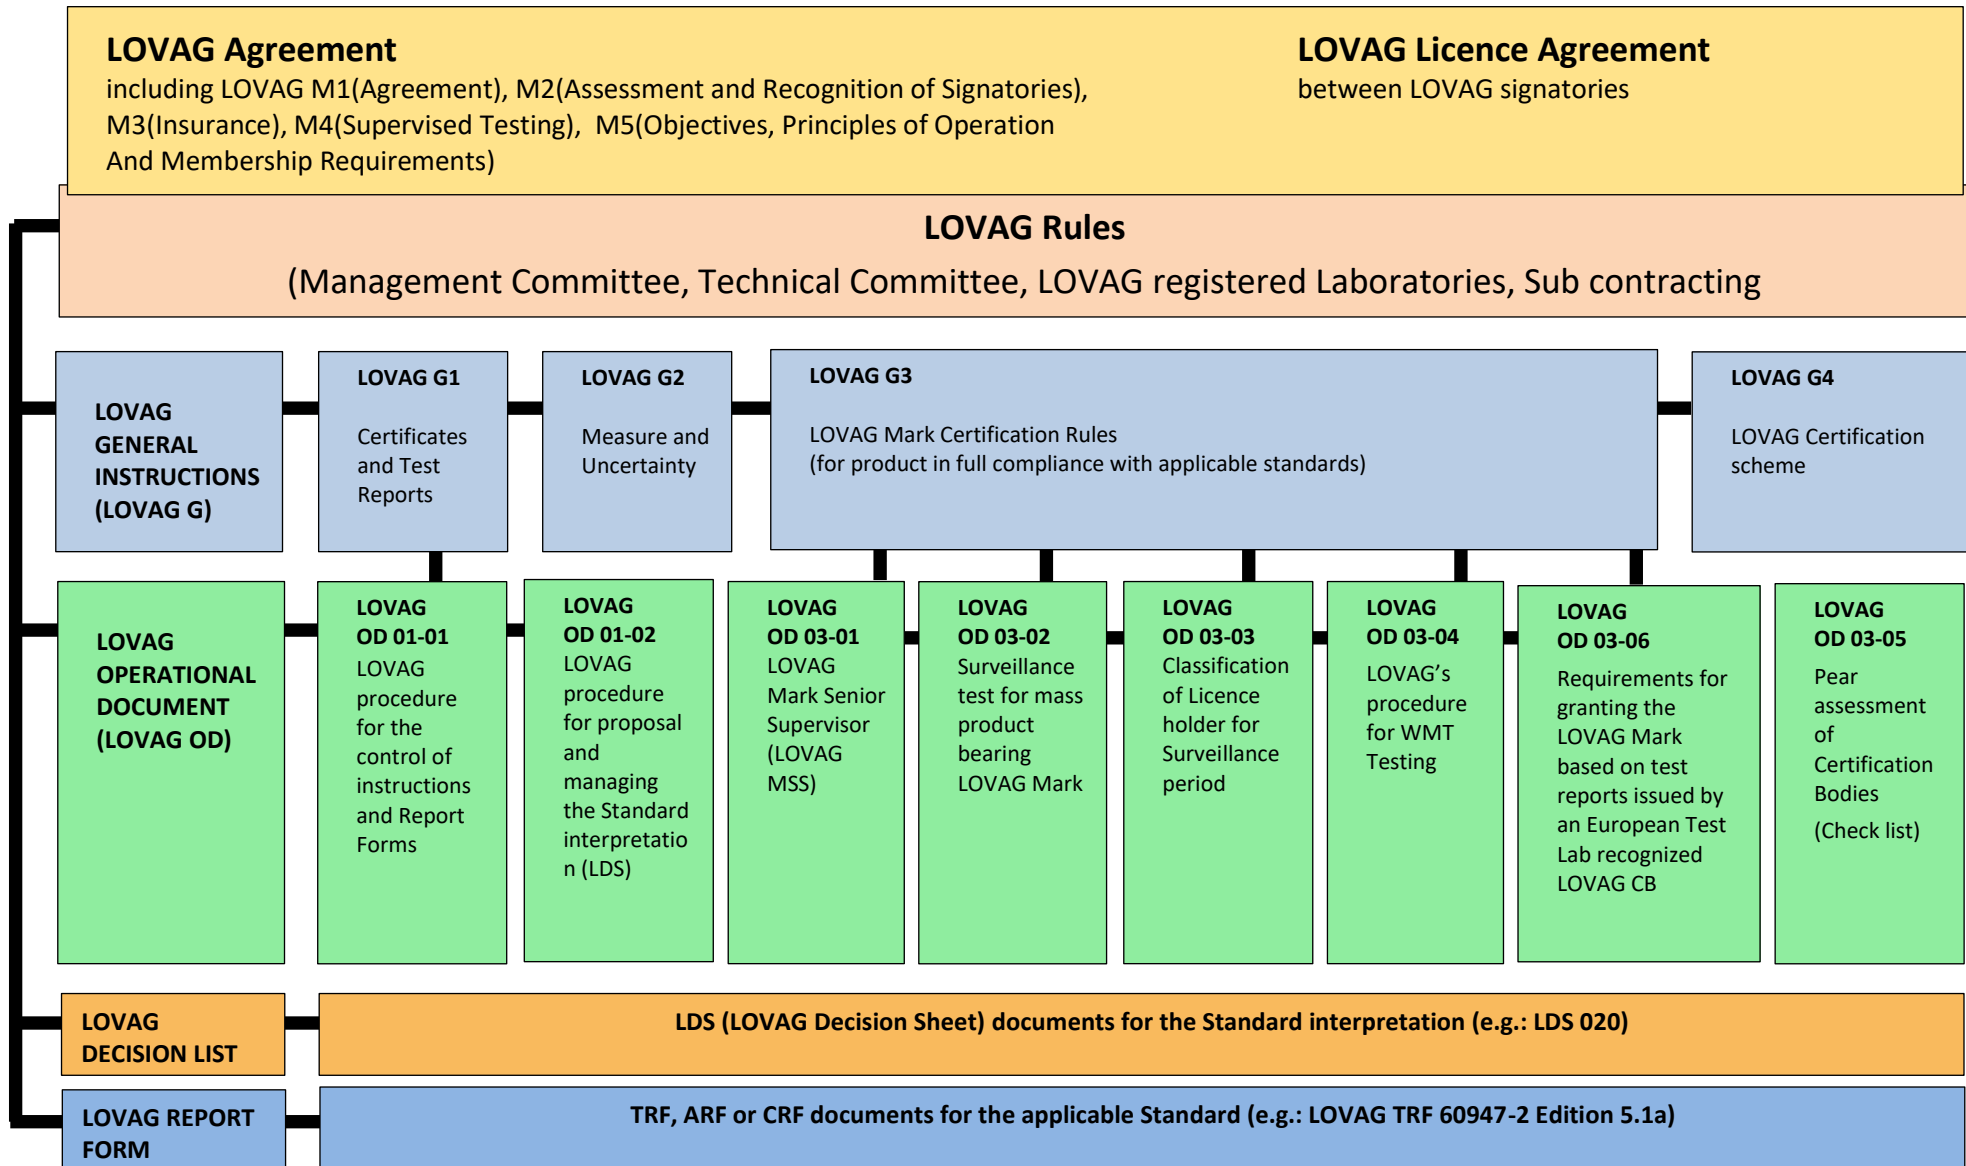 LOVAG Agreement
including LOVAG M1(Agreement), M2(Assessment and Recognition of Signatories),
M3(Insurance), M4(Supervised Testing),  M5(Objectives, Principles of Operation
And Membership Requirements)
LOVAG Licence Agreement
between LOVAG signatories
LOVAG Rules
(Management Committee, Technical Committee, LOVAG registered Laboratories, Sub contracting
LOVAG
GENERAL
INSTRUCTIONS
(LOVAG G)
LOVAG G1
Certificates
and Test
Reports
LOVAG G2
Measure and
Uncertainty
LOVAG G3
LOVAG Mark Certification Rules
(for product in full compliance with applicable standards)
LOVAG G4
LOVAG Certification
scheme
LOVAG
OPERATIONAL
DOCUMENT
(LOVAG OD)
LOVAG
OD 01-01
LOVAG
procedure
for the
control of
instructions
and Report
Forms
LOVAG
OD 01-02
LOVAG
procedure
for proposal
and
managing
the Standard
interpretatio
n (LDS)
LOVAG
OD 03-01
LOVAG
Mark Senior
Supervisor
(LOVAG
MSS)
LOVAG
OD 03-02
Surveillance
test for mass
product
bearing
LOVAG Mark
LOVAG
OD 03-03
Classification
of Licence
holder for
Surveillance
period
LOVAG
OD 03-04
LOVAG’s
procedure
for WMT
Testing
LOVAG
OD 03-06
Requirements for
granting the
LOVAG Mark
based on test
reports issued by
an European Test
Lab recognized
LOVAG CB
LOVAG
OD 03-05
Pear
assessment
of
Certification
Bodies
(Check list)
LOVAG
DECISION LIST
LDS (LOVAG Decision Sheet) documents for the Standard interpretation (e.g.: LDS 020)
LOVAG REPORT
FORM
TRF, ARF or CRF documents for the applicable Standard (e.g.: LOVAG TRF 60947-2 Edition 5.1a)